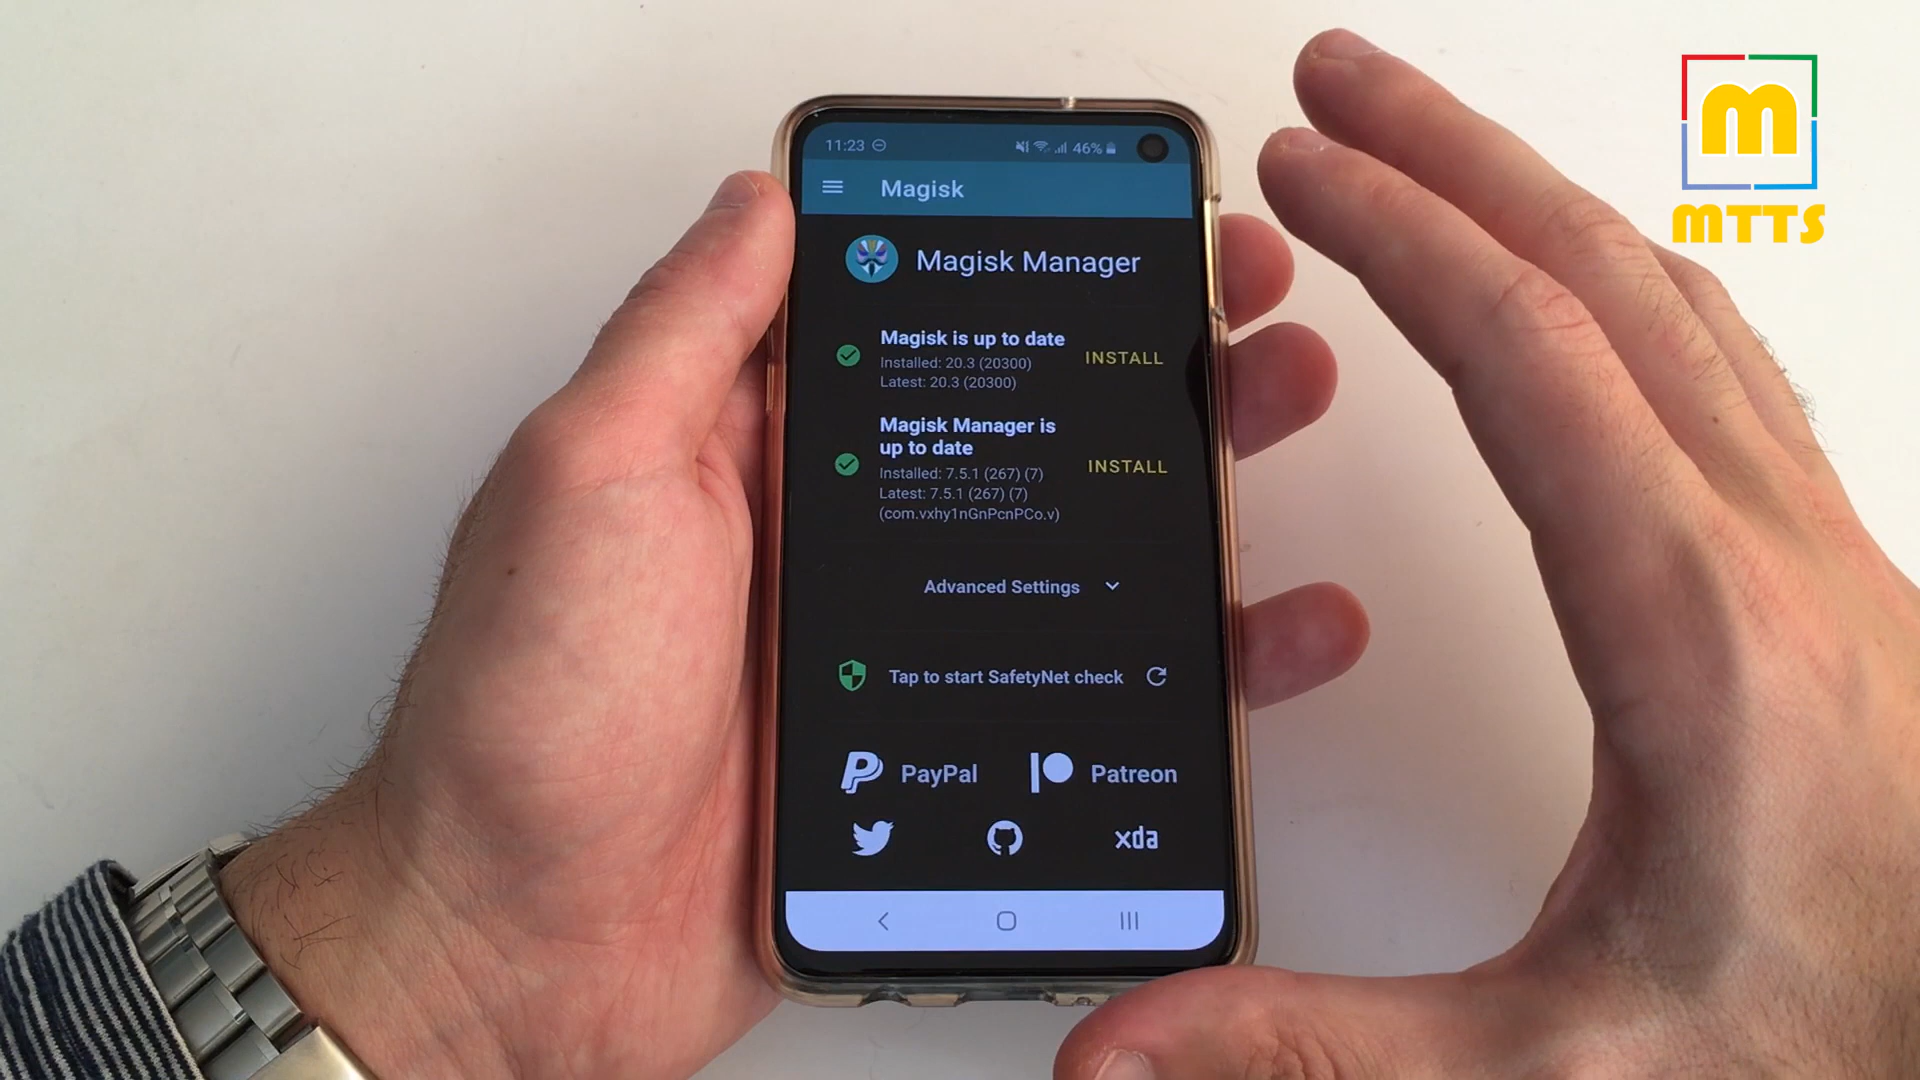 m
MTTS
11:23
46%
Magisk
Magisk Manager
Magisk is up to date
Installed: 20.3 (20300)
Latest: 20.3 (20300)
INSTALL
Magisk Manager is
up to date
Installed: 7.5.1 (267) (7)
Latest: 7.5.1 (267) (7)
(com.vxhy1nGnPcnPCo.v)
INSTALL
Advanced Settings
Tap to start SafetyNet check
PayPal
Patreon
xda